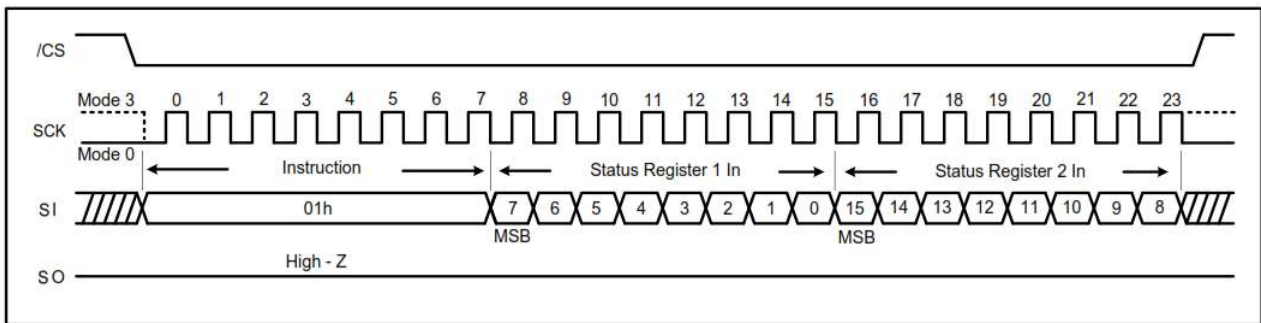 /CS
Mode 3 0 1 2 3 4 5 6 7 8 9 10 11 12 13 14 15 16 17 18 19 20 21 22 23
SCK
Mode 0 Instruction Status Register 1 In Status Register 2 In
SI 01h 7 6 5 4 3 2 1 0 15 14 13 12 11 10 9 8
MSB MSB
High - Z
SO